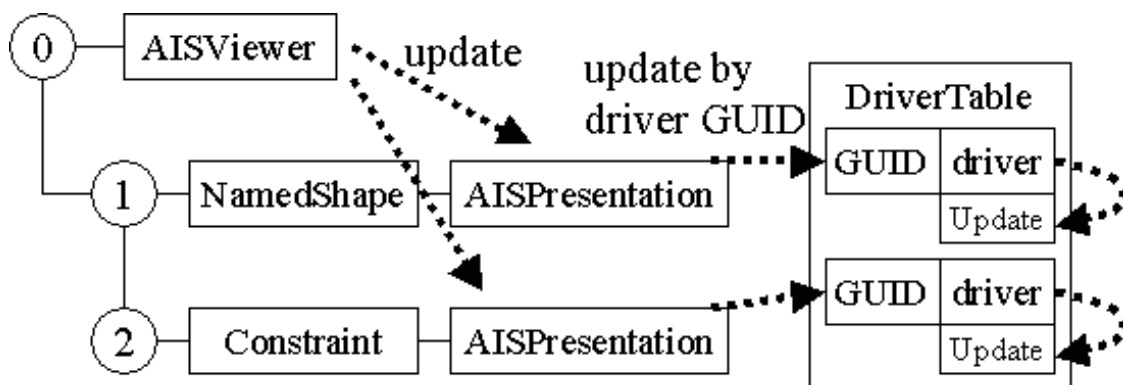 0
AISViewer
update
update by
driver GUID
DriverTable
1
NamedShape
AISPresentation
GUID
driver
Update
2
Constraint
AISPresentation
GUID
driver
Update